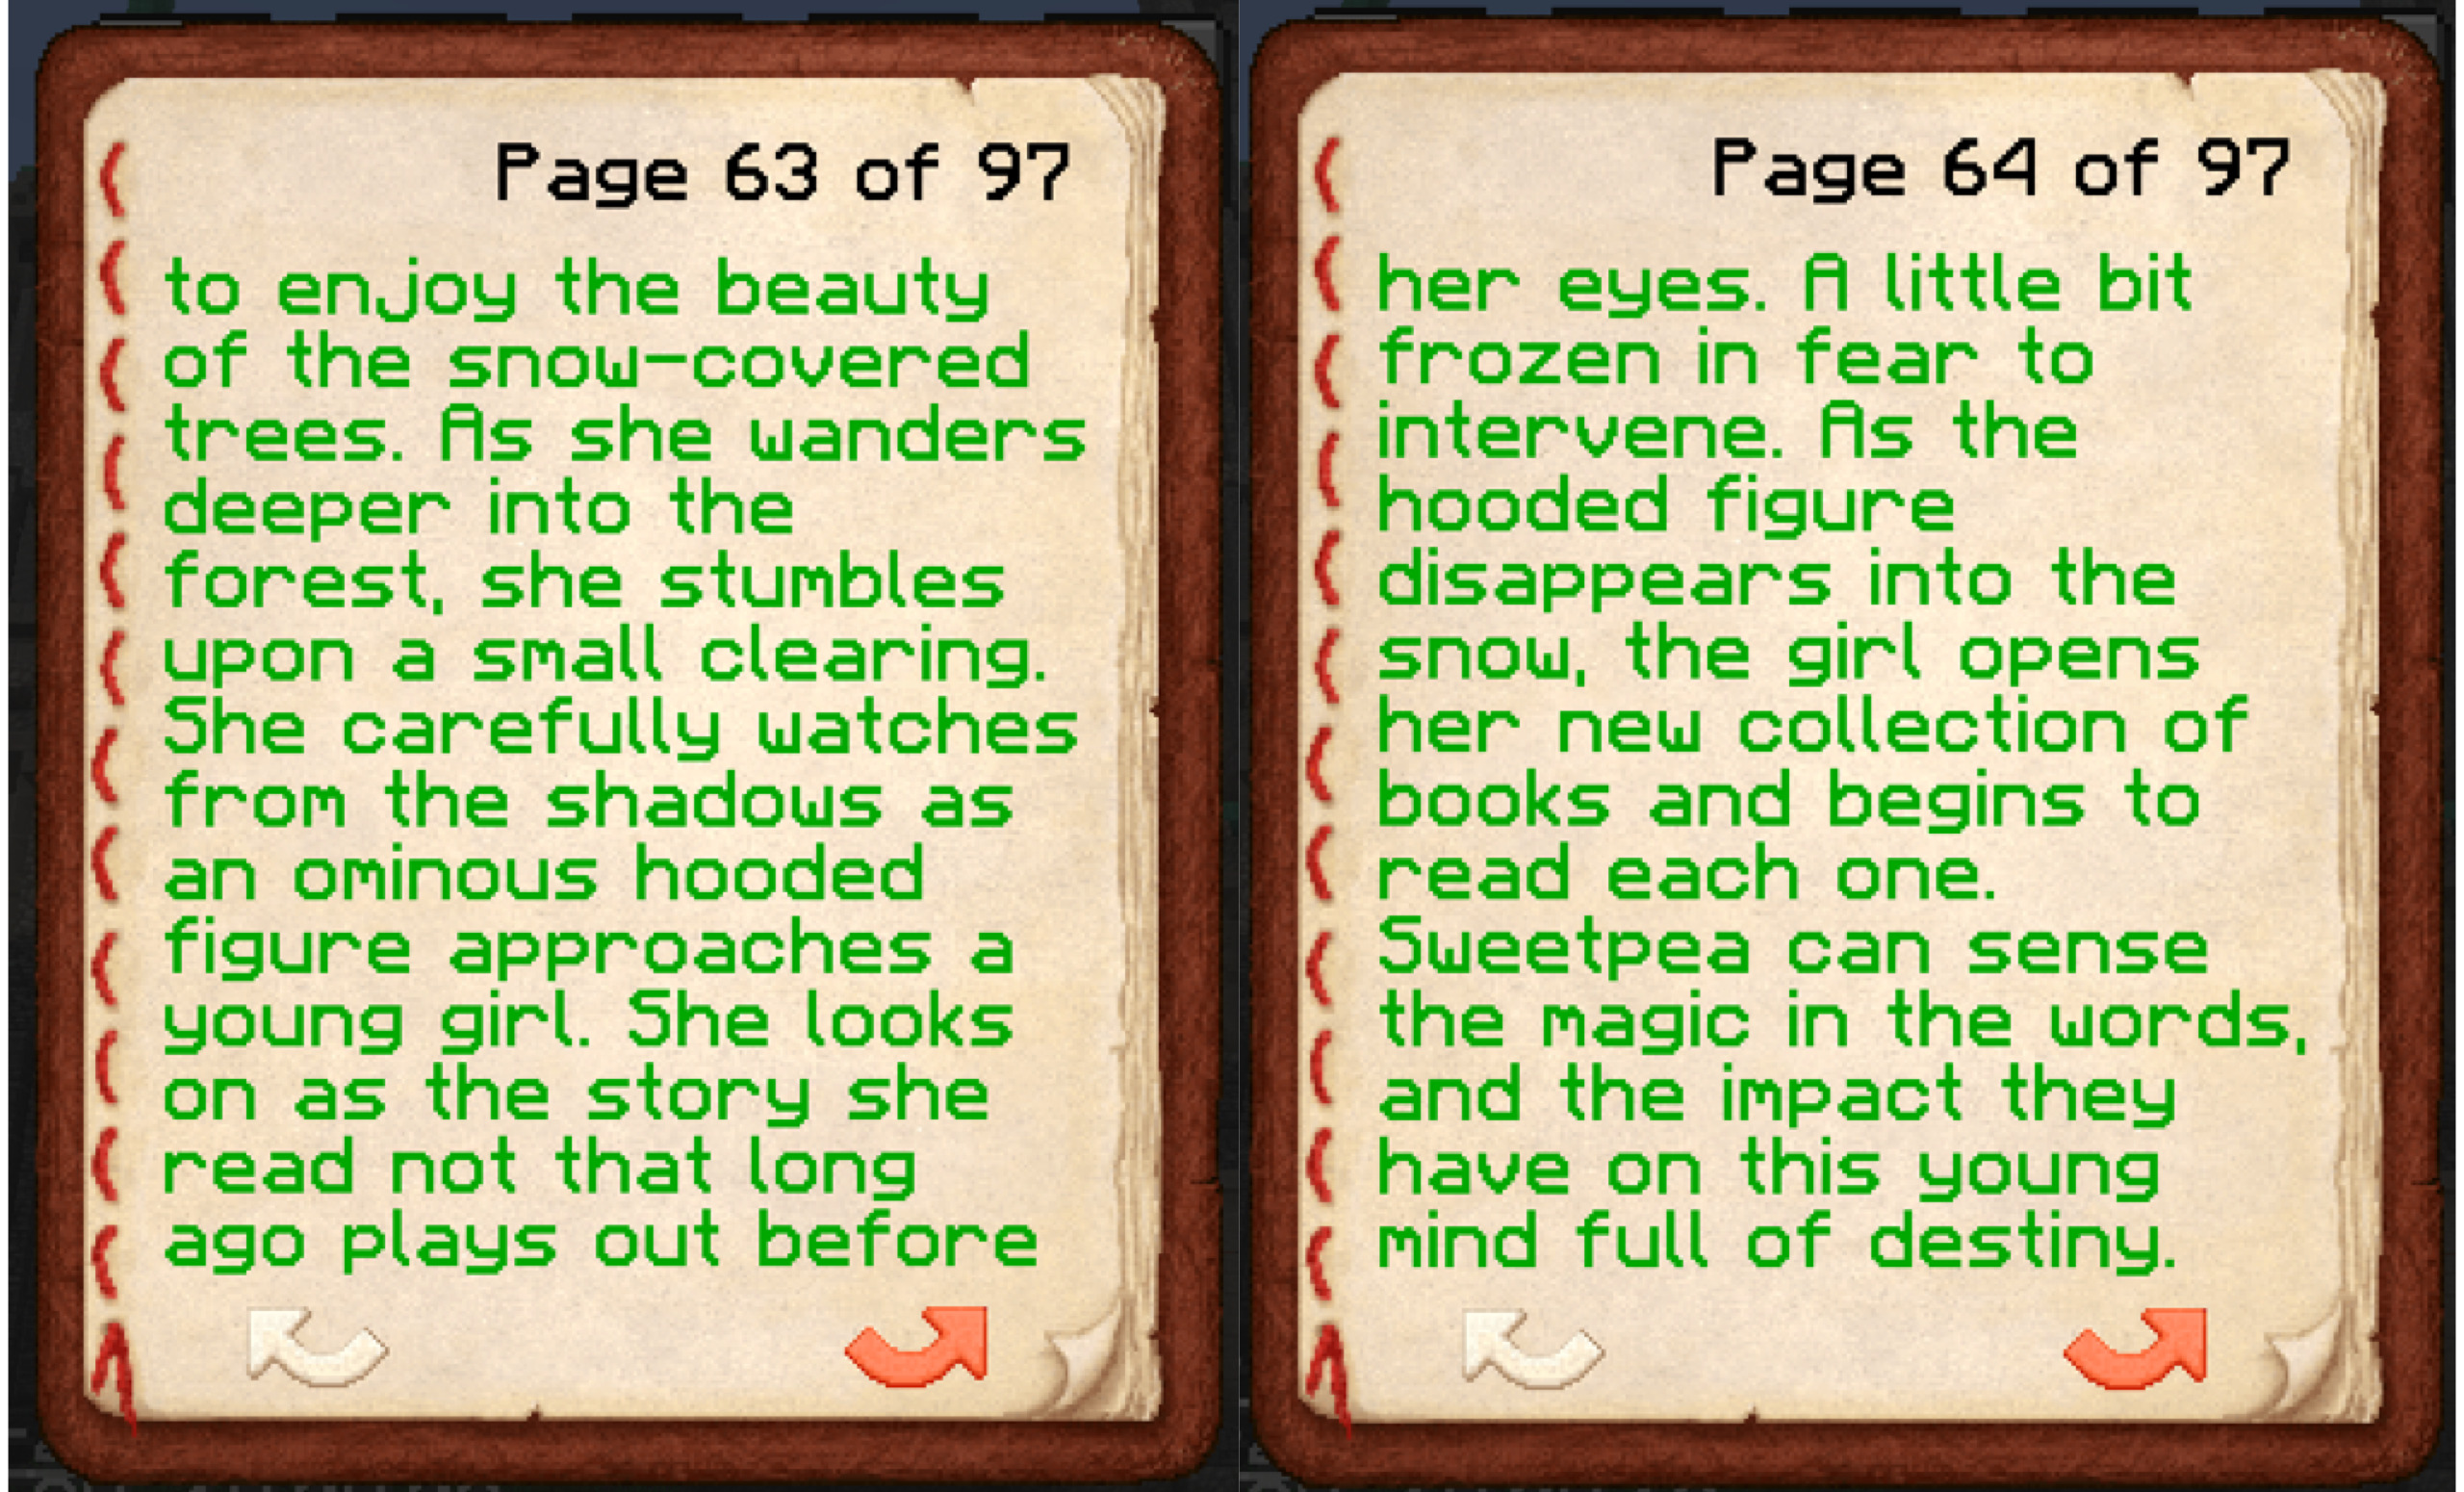 Page 63 of 97
to enjoy the beauty
of the snow-covered
trees. As she wanders
deeper into the
forest, she stumbles
upon a small clearing.
She carefully watches
from the shadows as
an ominous hooded
figure approaches a
young girl. She looks
on as the story she
read not that long
ago plays out before
Page 64 of 97
her eyes. A little bit
frozen in fear to
intervene. As the
hooded figure
disappears into the
snow, the girl opens
her new collection of
books and begins to
read each one.
Sweetpea can sense
the magic in the words,
and the impact they
have on this young
mind full of destiny.